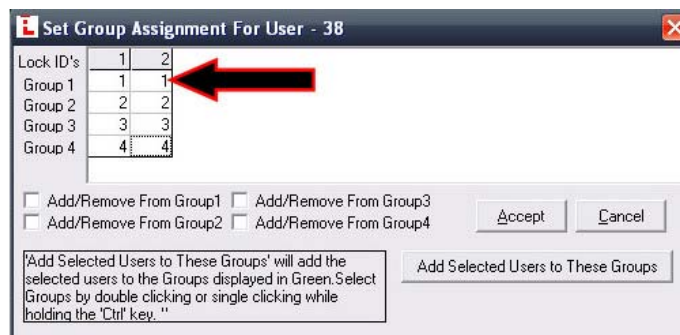 Set Group Assignment For User - 38
Lock ID's 1 2
Group 1 1 1
Group 2 2 2
Group 3 3 3
Group 4 4 4
Add/Remove From Group1 Add/Remove From Group3
Add/Remove From Group2 Add/Remove From Group4
Accept Cancel
'Add Selected Users to These Groups' will add the
selected users to the Groups displayed in Green.Select
Groups by double clicking or single clicking while
holding the 'Ctrl' key. ''
Add Selected Users to These Groups